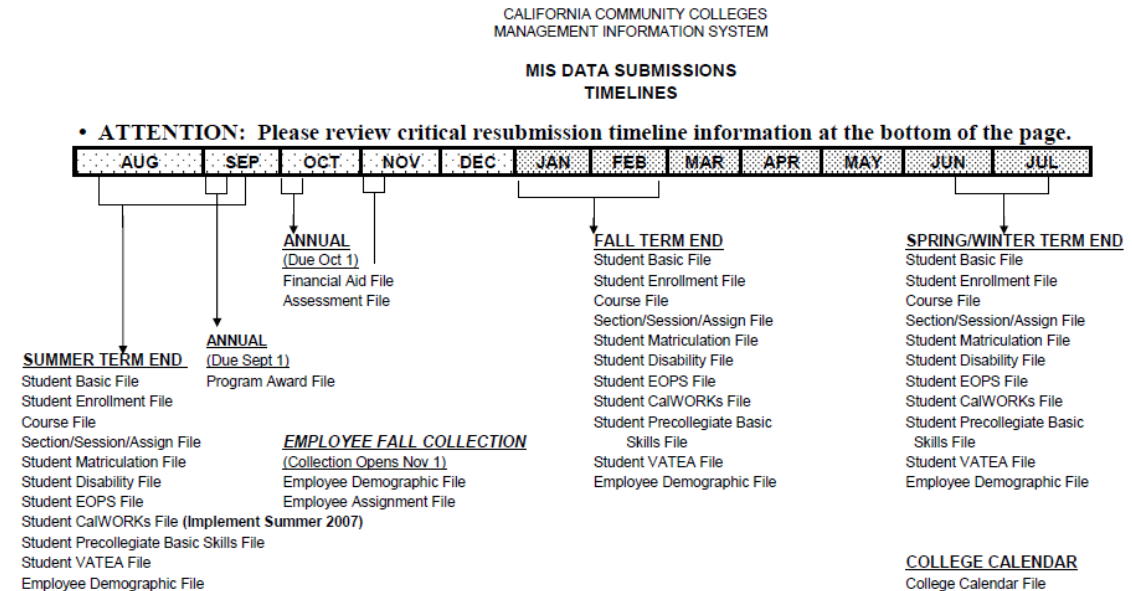 CALIFORNIA COMMUNITY COLLEGES
MANAGEMENT INFORMATION SYSTEM
MIS DATA SUBMISSIONS
TIMELINES
• ATTENTION: Please review critical resubmission timeline information at the bottom of the page.
AUG SEP OCT NOV DEC JAN FEB MAR APR MAY JUN JUL
ANNUAL
(Due Oct 1)
Financial Aid File
Assessment File
ANNUAL
(Due Sept 1)
Program Award File
SUMMER TERM END
Student Basic File
Student Enrollment File
Course File
Section/Session/Assign File
Student Matriculation File
Student Disability File
Student EOPS File
Student CalWORKs File (Implement Summer 2007)
Student Precollegiate Basic Skills File
Student VATEA File
Employee Demographic File
EMPLOYEE FALL COLLECTION
(Collection Opens Nov 1)
Employee Demographic File
Employee Assignment File
FALL TERM END
Student Basic File
Student Enrollment File
Course File
Section/Session/Assign File
Student Matriculation File
Student Disability File
Student EOPS File
Student CalWORKs File
Student Precollegiate Basic
Skills File
Student VATEA File
Employee Demographic File
SPRING/WINTER TERM END
Student Basic File
Student Enrollment File
Course File
Section/Session/Assign File
Student Matriculation File
Student Disability File
Student EOPS File
Student CalWORKs File
Student Precollegiate Basic
Skills File
Student VATEA File
Employee Demographic File
COLLEGE CALENDAR
College Calendar File